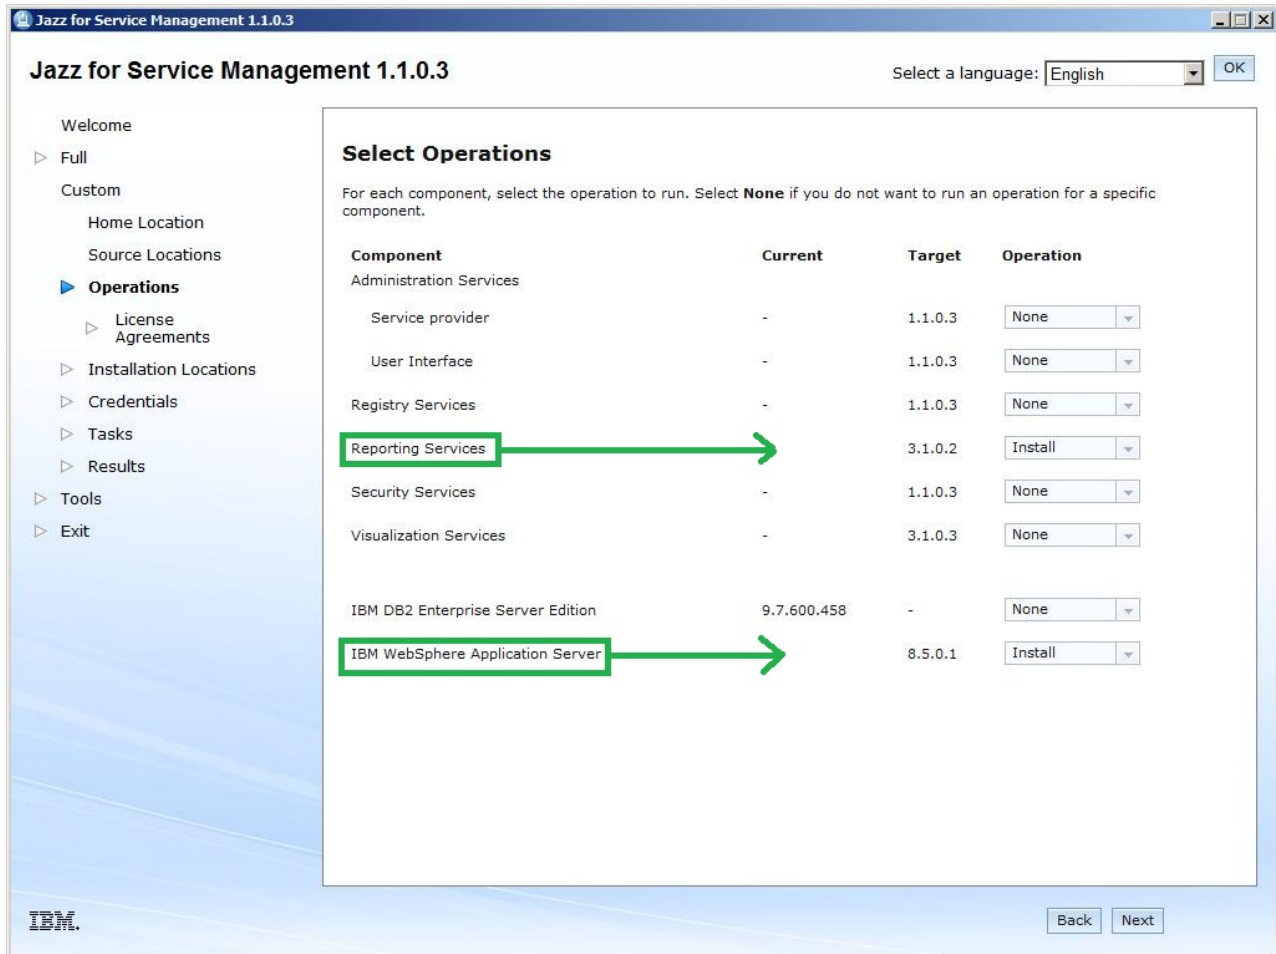 Jazz for Service Management 1.1.0.3
Jazz for Service Management 1.1.0.3
Select a language: English OK
Welcome
Full
Custom
Home Location
Source Locations
Operations
License
Agreements
Installation Locations
Credentials
Tasks
Results
Tools
Exit
Select Operations
For each component, select the operation to run. Select None if you do not want to run an operation for a specific
component.
Component Current Target Operation
Administration Services
Service provider - 1.1.0.3 None
User Interface - 1.1.0.3 None
Registry Services - 1.1.0.3 None
Reporting Services 3.1.0.2 Install
Security Services - 1.1.0.3 None
Visualization Services - 3.1.0.3 None
IBM DB2 Enterprise Server Edition 9.7.600.458 - None
IBM WebSphere Application Server 8.5.0.1 Install
IBM.
Back Next